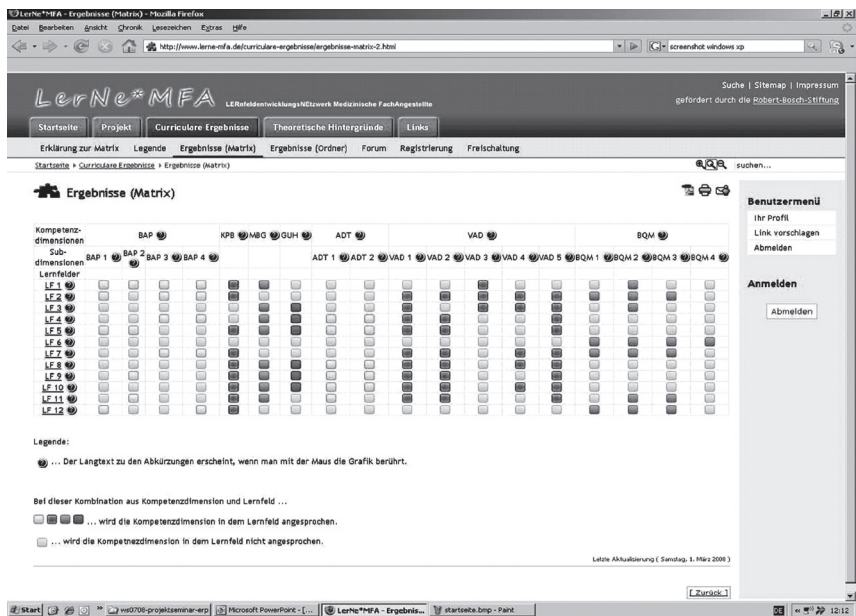 LerNe*MFA - Ergebnisse (Matrix) - Mozilla Firefox
Datei Bearbeiten Ansicht Chronik Lesezeichen Extras Hilfe
http://www.lerne-mfa.de/curriculare-ergebnisse/ergebnisse-matrix-2.html
screenshot windows xp
Suche | Sitemap | Impressum
LerNe*MFA LERnfeldentwicklungsNEtzwerk Medizinische FachAngestellte
gefördert durch die Robert-Bosch-Stiftung
Startseite Projekt Curriculare Ergebnisse Theoretische Hintergründe Links
Erklärung zur Matrix Legende Ergebnisse (Matrix) Ergebnisse (Ordner) Forum Registrierung Freischaltung
Startseite Curriculare Ergebnisse Ergebnisse (Matrix)
suchen...
Ergebnisse (Matrix)
Benutzermenü
Ihr Profil
Link vorschlagen
Abmelden
Anmelden
Abmelden
Kompetenz-dimensionen BAP KPB MBG GUH ADT VAD BQM
Sub-dimensionen BAP 1 BAP 2 BAP 3 BAP 4 ADT 1 ADT 2 VAD 1 VAD 2 VAD 3 VAD 4 VAD 5 BQM 1 BQM 2 BQM 3 BQM 4
Lernfelder
LF 1
LF 2
LF 3
LF 4
LF 5
LF 6
LF 7
LF 8
LF 9
LF 10
LF 11
LF 12
Legende:
... Der Langtext zu den Abkürzungen erscheint, wenn man mit der Maus die Grafik berührt.
Bei dieser Kombination aus Kompetenzdimension und Lernfeld ...
... wird die Kompetenzdimension in dem Lernfeld angesprochen.
... wird die Kompetnezdimension in dem Lernfeld nicht angesprochen.
Letzte Aktualisierung ( Samstag, 1. März 2008 )
[ Zurück ]
Start ws0708-projektseminar-erp Microsoft PowerPoint - [... LerNe*MFA - Ergebnis... startseite.bmp - Paint DE 12:12